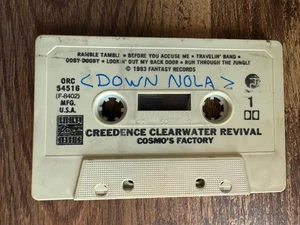 RAMBLE TAMBLE • BEFORE YOU ACCUSE ME • TRAVELIN' BAND •
OOBY-DOOBY • LOOKIN' OUT MY BACK DOOR • RUN THROUGH THE JUNGLE
© 1983 FANTASY RECORDS
ORC
54516
(F-8402)
MFG.
U.S.A.
<DOWN NOLA>
1
CREEDENCE CLEARWATER REVIVAL
COSMO'S FACTORY